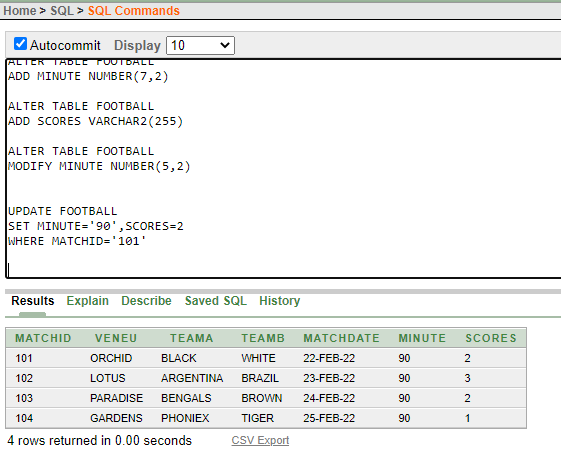 Home > SQL > SQL Commands
Autocommit Display 10
ALTER TABLE FOOTBALL
ADD MINUTE NUMBER(7,2)
ALTER TABLE FOOTBALL
ADD SCORES VARCHAR2(255)
ALTER TABLE FOOTBALL
MODIFY MINUTE NUMBER(5,2)
UPDATE FOOTBALL
SET MINUTE='90',SCORES=2
WHERE MATCHID='101'
Results Explain Describe Saved SQL History
MATCHID VENEU TEAMA TEAMB MATCHDATE MINUTE SCORES
101 ORCHID BLACK WHITE 22-FEB-22 90 2
102 LOTUS ARGENTINA BRAZIL 23-FEB-22 90 3
103 PARADISE BENGALS BROWN 24-FEB-22 90 2
104 GARDENS PHONIEX TIGER 25-FEB-22 90 1
4 rows returned in 0.00 seconds CSV Export